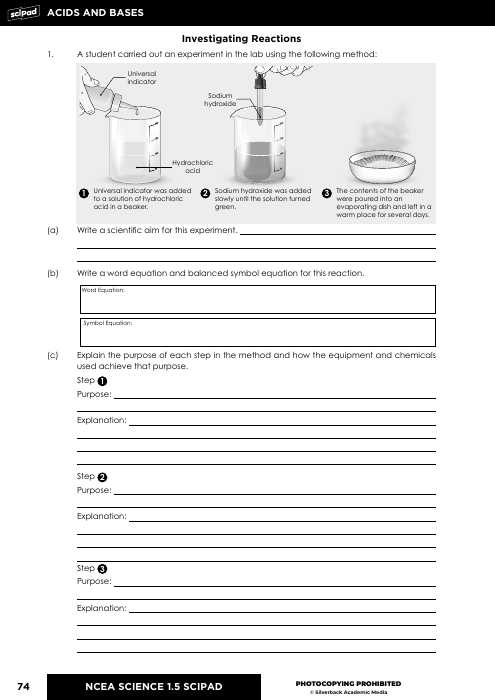 scipad ACIDS AND BASES
Investigating Reactions
1. A student carried out an experiment in the lab using the following method:
Universal
indicator
Sodium
hydroxide
Hydrochloric
acid
1 Universal indicator was added
to a solution of hydrochloric
acid in a beaker.
2 Sodium hydroxide was added
slowly until the solution turned
green.
3 The contents of the beaker
were poured into an
evaporating dish and left in a
warm place for several days.
(a) Write a scientific aim for this experiment.
(b) Write a word equation and balanced symbol equation for this reaction.
Word Equation:
Symbol Equation:
(c) Explain the purpose of each step in the method and how the equipment and chemicals
used achieve that purpose.
Step 1
Purpose:
Explanation:
Step 2
Purpose:
Explanation:
Step 3
Purpose:
Explanation:
74 NCEA SCIENCE 1.5 SCIPAD PHOTOCOPYING PROHIBITED
© Silverback Academic Media